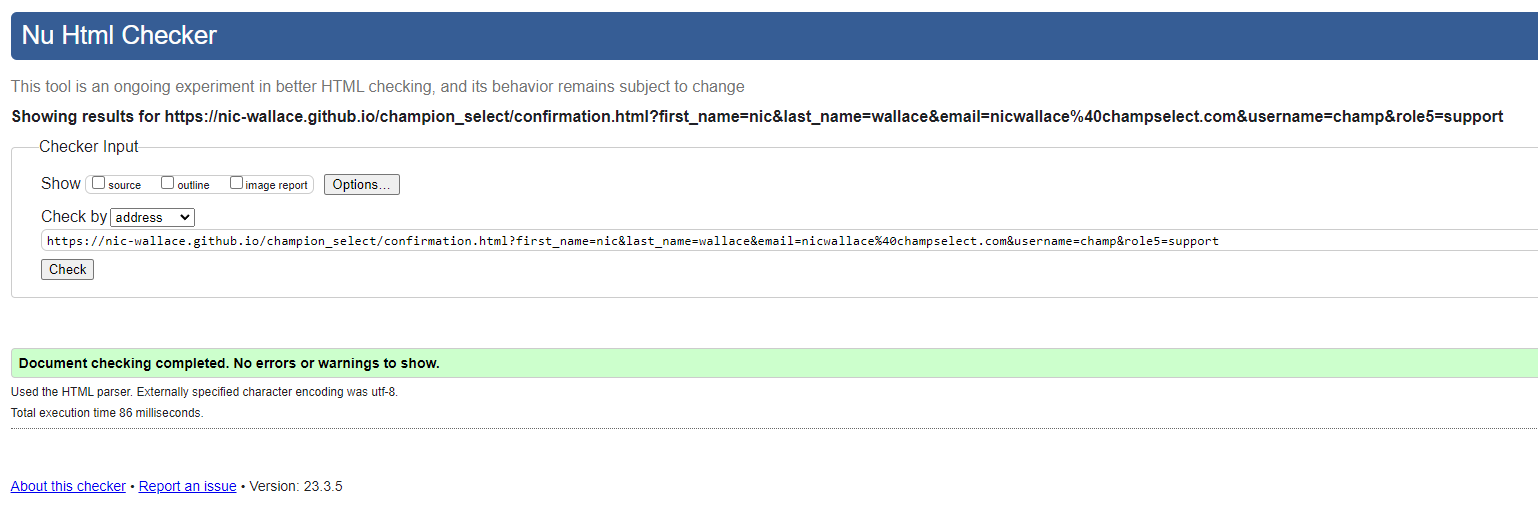 Nu Html Checker
This tool is an ongoing experiment in better HTML checking, and its behavior remains subject to change
Showing results for https://nic-wallace.github.io/champion_select/confirmation.html?first_name=nic&last_name=wallace&email=nicwallace%40champselect.com&username=champ&role5=support
Checker Input
Show source outline image report Options...
Check by address
https://nic-wallace.github.io/champion_select/confirmation.html?first_name=nic&last_name=wallace&email=nicwallace%40champselect.com&username=champ&role5=support
Check
Document checking completed. No errors or warnings to show.
Used the HTML parser. Externally specified character encoding was utf-8.
Total execution time 86 milliseconds.
About this checker • Report an issue • Version: 23.3.5